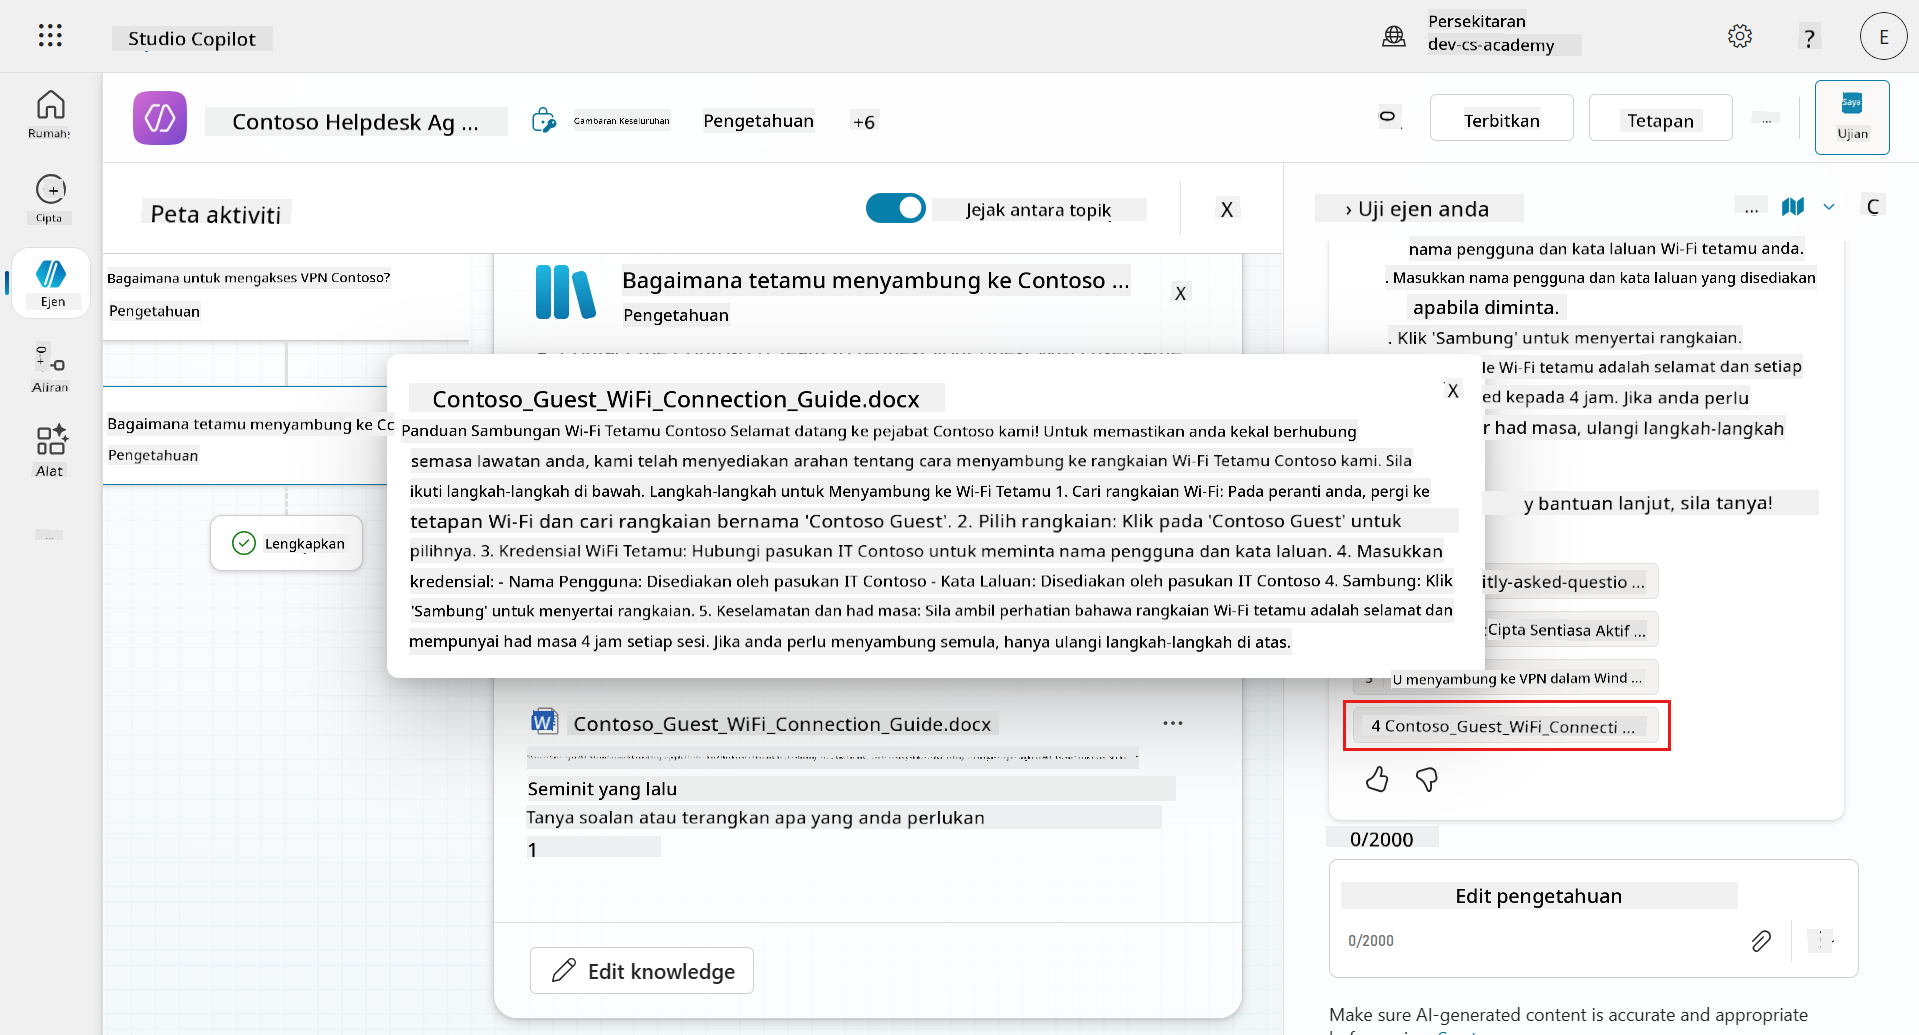 Studio Copilot
Persekitaran
dev-cs-academy
?
E
Rumah
Cipta
Ejen
Aliran
Alat
...
Contoso Helpdesk Ag ...
Gambaran Keseluruhan
Pengetahuan
+6
Terbitkan
Tetapan
...
Saya
Ujian
Peta aktiviti
Jejak antara topik
X
Bagaimana untuk mengakses VPN Contoso?
Pengetahuan
Bagaimana tetamu menyambung ke Cc
Pengetahuan
Lengkapkan
Bagaimana tetamu menyambung ke Contoso ...
Pengetahuan
X
Contoso_Guest_WiFi_Connection_Guide.docx
X
Panduan Sambungan Wi-Fi Tetamu Contoso Selamat datang ke pejabat Contoso kami! Untuk memastikan anda kekal berhubung
semasa lawatan anda, kami telah menyediakan arahan tentang cara menyambung ke rangkaian Wi-Fi Tetamu Contoso kami. Sila
ikuti langkah-langkah di bawah. Langkah-langkah untuk Menyambung ke Wi-Fi Tetamu 1. Cari rangkaian Wi-Fi: Pada peranti anda, pergi ke
tetapan Wi-Fi dan cari rangkaian bernama 'Contoso Guest'. 2. Pilih rangkaian: Klik pada 'Contoso Guest' untuk
pilihnya. 3. Kredensial WiFi Tetamu: Hubungi pasukan IT Contoso untuk meminta nama pengguna dan kata laluan. 4. Masukkan
kredensial: - Nama Pengguna: Disediakan oleh pasukan IT Contoso - Kata Laluan: Disediakan oleh pasukan IT Contoso 4. Sambung: Klik
'Sambung' untuk menyertai rangkaian. 5. Keselamatan dan had masa: Sila ambil perhatian bahawa rangkaian Wi-Fi tetamu adalah selamat dan
mempunyai had masa 4 jam setiap sesi. Jika anda perlu menyambung semula, hanya ulangi langkah-langkah di atas.
Contoso_Guest_WiFi_Connection_Guide.docx
...
Seminit yang lalu
Tanya soalan atau terangkan apa yang anda perlukan
1
Edit knowledge
› Uji ejen anda
...
C
nama pengguna dan kata laluan Wi-Fi tetamu anda.
. Masukkan nama pengguna dan kata laluan yang disediakan
apabila diminta.
. Klik 'Sambung' untuk menyertai rangkaian.
le Wi-Fi tetamu adalah selamat dan setiap
ed kepada 4 jam. Jika anda perlu
r had masa, ulangi langkah-langkah
y bantuan lanjut, sila tanya!
itly-asked-questio ...
Cipta Sentiasa Aktif ...
U menyambung ke VPN dalam Wind ...
4 Contoso_Guest_WiFi_Connecti ...
0/2000
Edit pengetahuan
0/2000
Make sure AI-generated content is accurate and appropriate